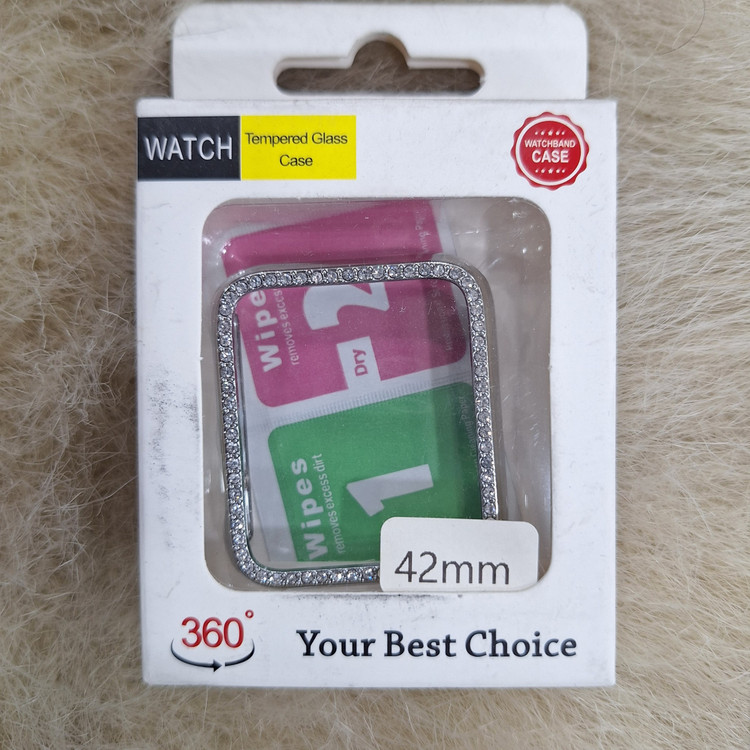 WATCH
Tempered Glass
Case
WATCHBAND
CASE
Wipes
removes excess
2
Dry
Wipes
removes excess dirt
1
42mm
360°
Your Best Choice